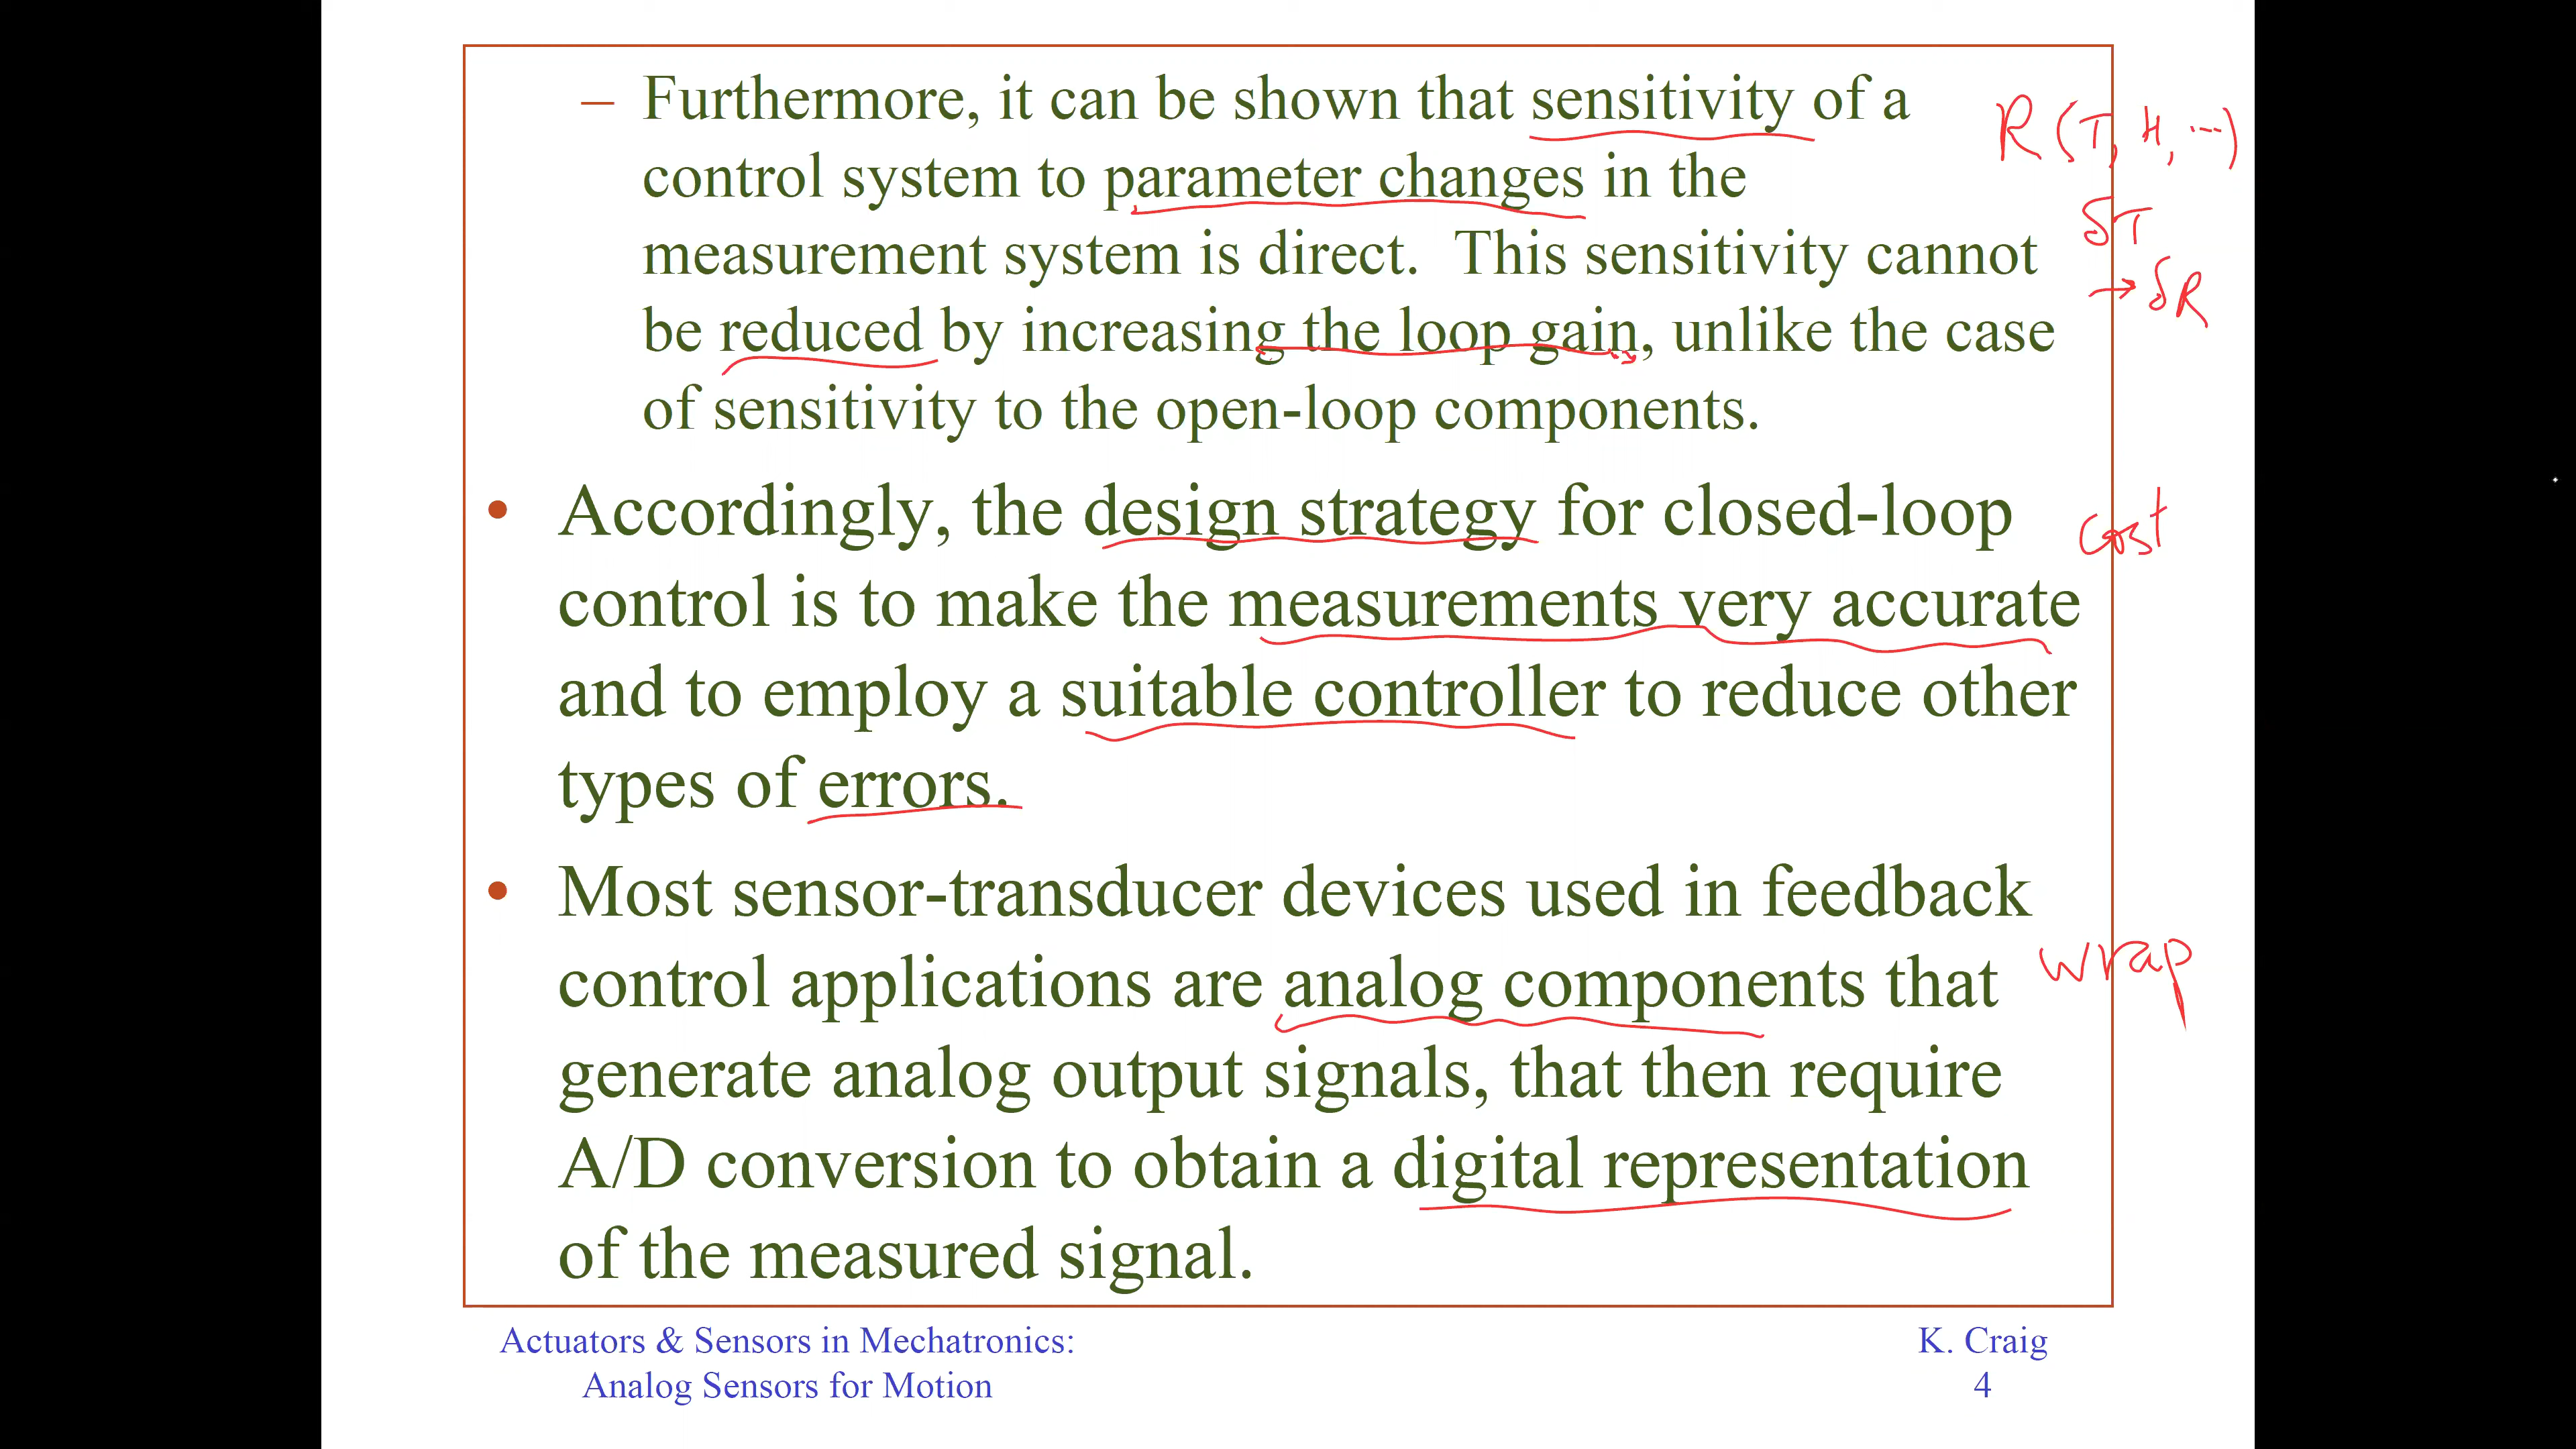 – Furthermore, it can be shown that sensitivity of a
control system to parameter changes in the
measurement system is direct. This sensitivity cannot
be reduced by increasing the loop gain, unlike the case
of sensitivity to the open-loop components.
R (T, H, ...)
δT
→ δR
• Accordingly, the design strategy for closed-loop
control is to make the measurements very accurate
and to employ a suitable controller to reduce other
types of errors.
cost
• Most sensor-transducer devices used in feedback
control applications are analog components that
generate analog output signals, that then require
A/D conversion to obtain a digital representation
of the measured signal.
wrap
Actuators & Sensors in Mechatronics:
Analog Sensors for Motion
K. Craig
4